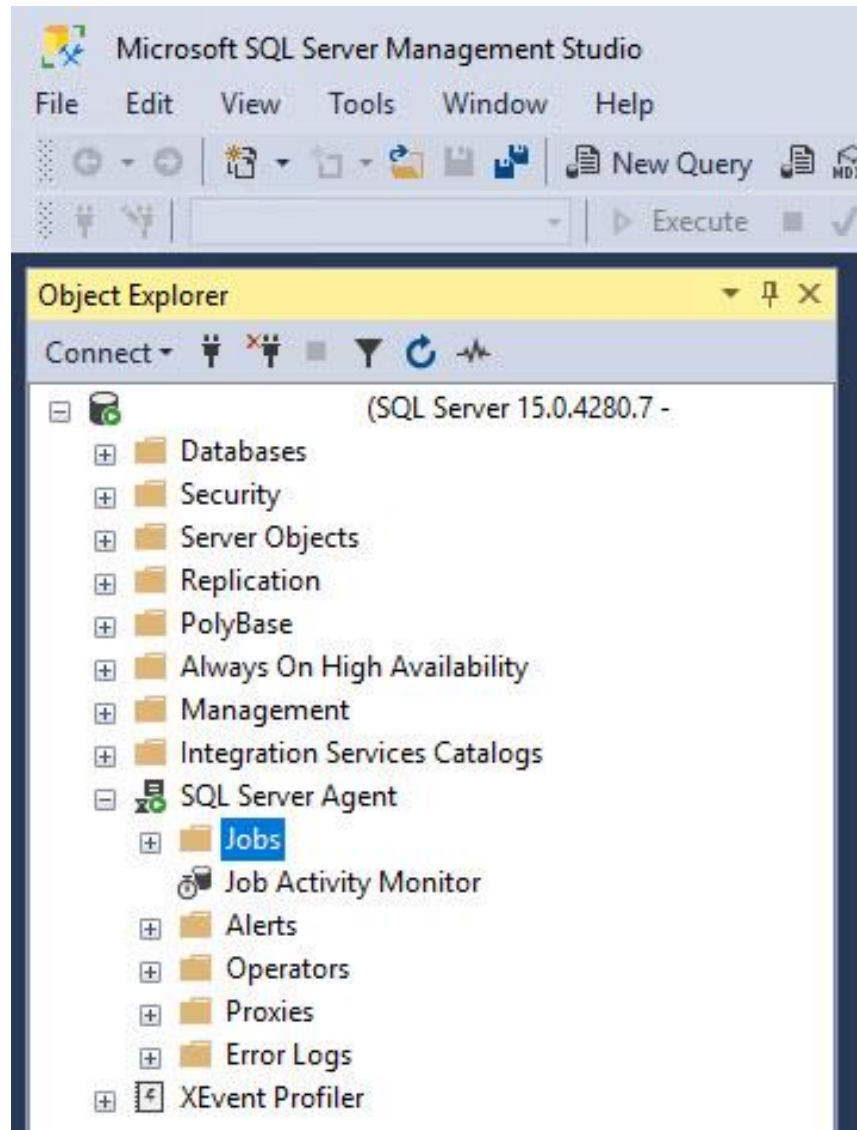 Microsoft SQL Server Management Studio
File Edit View Tools Window Help
New Query
Execute
Object Explorer
Connect
(SQL Server 15.0.4280.7 -
Databases
Security
Server Objects
Replication
PolyBase
Always On High Availability
Management
Integration Services Catalogs
SQL Server Agent
Jobs
Job Activity Monitor
Alerts
Operators
Proxies
Error Logs
XEvent Profiler